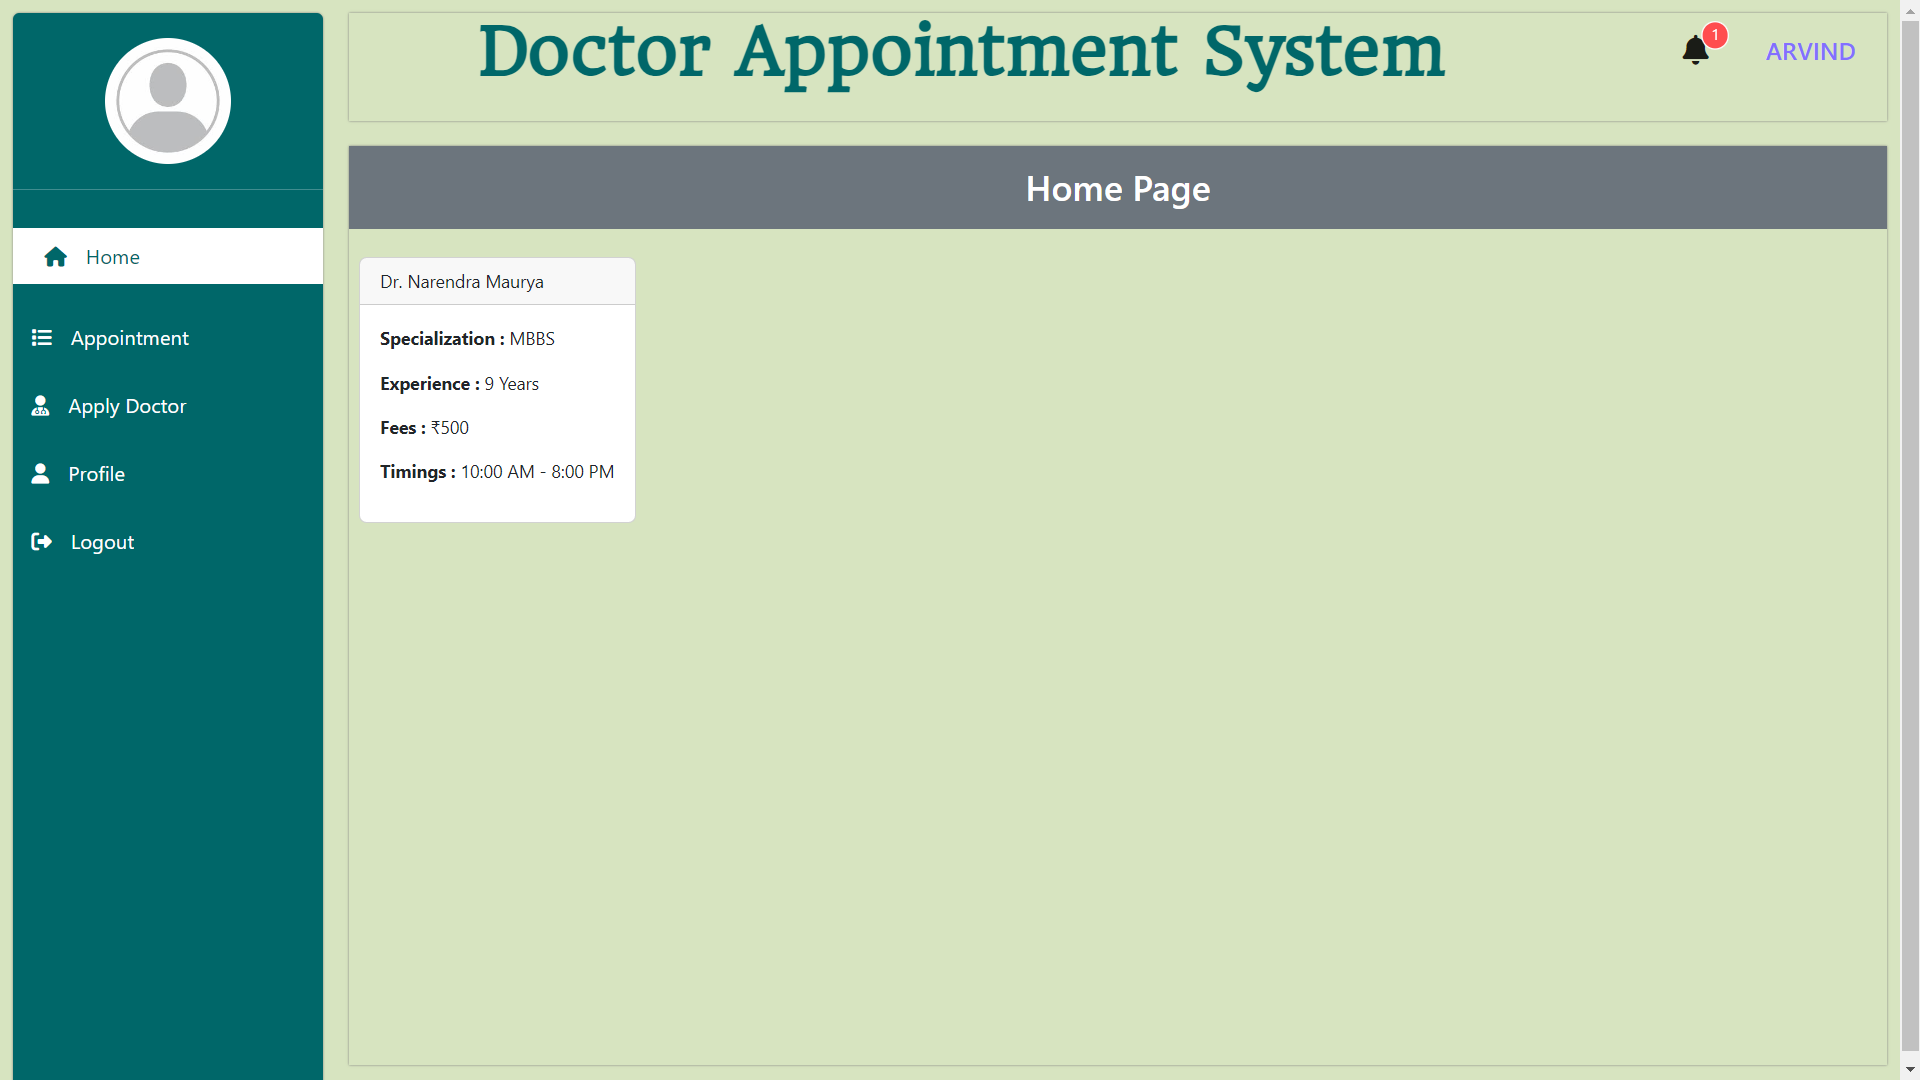 Doctor Appointment System
1
ARVIND
Home Page
Home
Appointment
Apply Doctor
Profile
Logout
Dr. Narendra Maurya
Specialization : MBBS
Experience : 9 Years
Fees : ₹500
Timings : 10:00 AM - 8:00 PM